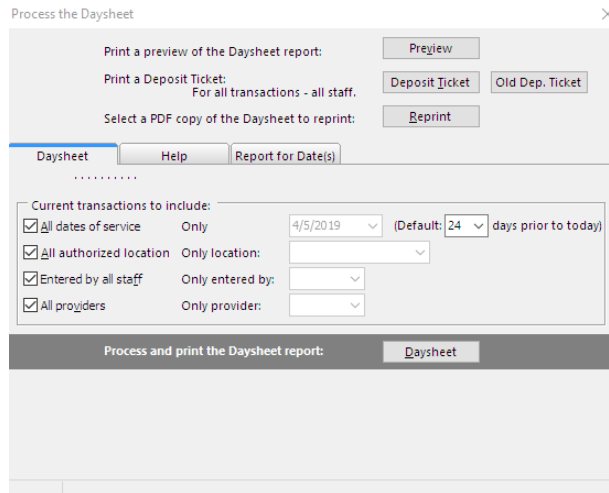 Process the Daysheet
Print a preview of the Daysheet report: Preview
Print a Deposit Ticket: Deposit Ticket Old Dep. Ticket
For all transactions - all staff.
Select a PDF copy of the Daysheet to reprint: Reprint
Daysheet Help Report for Date(s)
Current transactions to include:
All dates of service Only 4/5/2019 (Default: 24 days prior to today)
All authorized location Only location:
Entered by all staff Only entered by:
All providers Only provider:
Process and print the Daysheet report: Daysheet